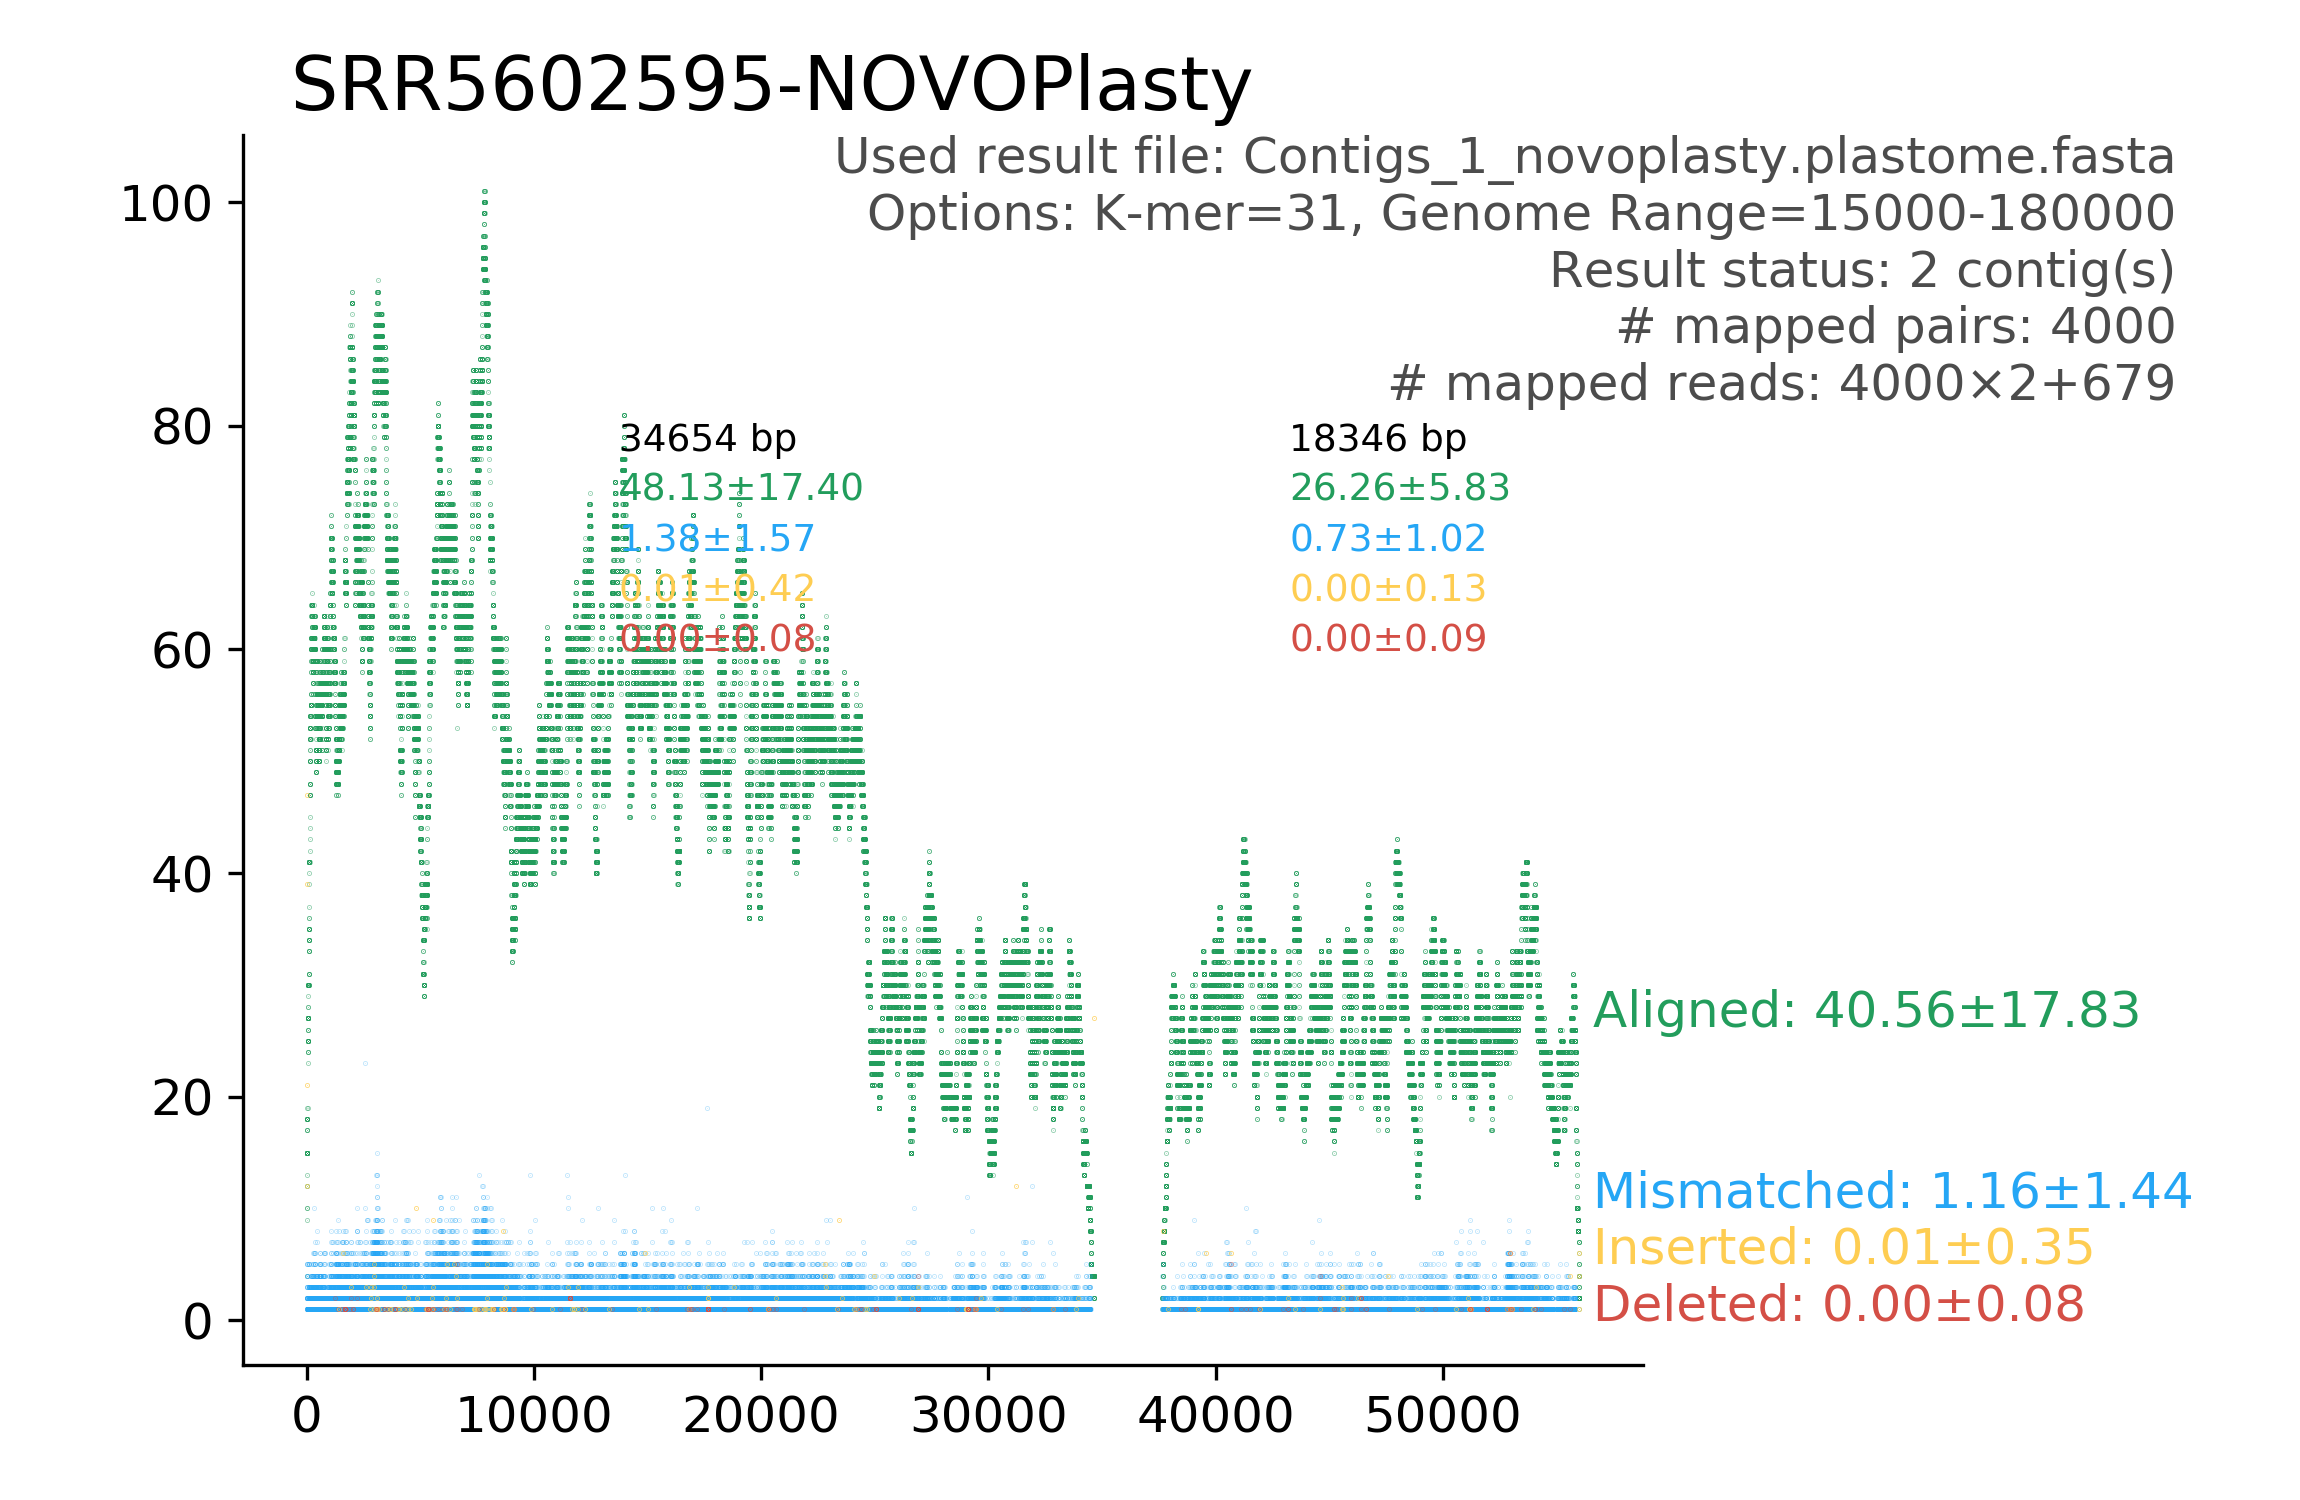 SRR5602595-NOVOPlasty
Used result file: Contigs_1_novoplasty.plastome.fasta
Options: K-mer=31, Genome Range=15000-180000
Result status: 2 contig(s)
# mapped pairs: 4000
# mapped reads: 4000×2+679
34654 bp
48.13±17.40
1.38±1.57
0.01±0.42
0.00±0.08
18346 bp
26.26±5.83
0.73±1.02
0.00±0.13
0.00±0.09
Aligned: 40.56±17.83
Mismatched: 1.16±1.44
Inserted: 0.01±0.35
Deleted: 0.00±0.08
100
80
60
40
20
0
0 10000 20000 30000 40000 50000